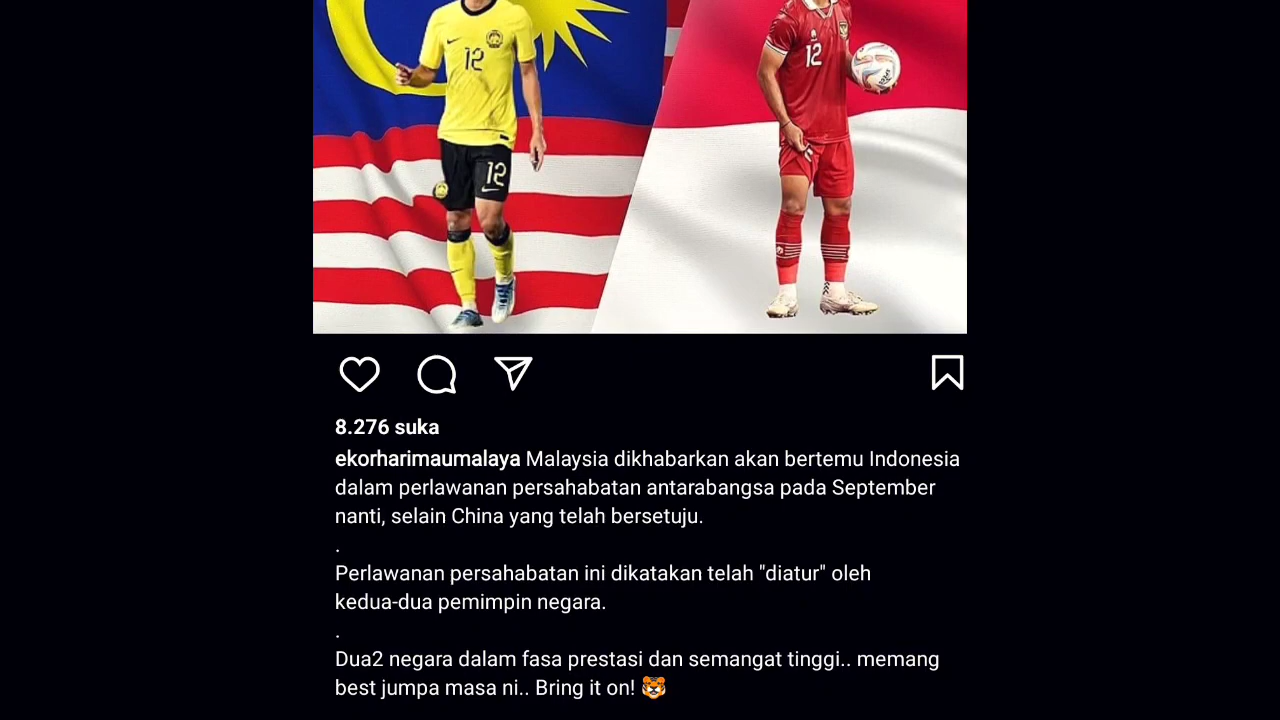 12
12
12
8.276 suka
ekorharimaumalaya Malaysia dikhabarkan akan bertemu Indonesia
dalam perlawanan persahabatan antarabangsa pada September
nanti, selain China yang telah bersetuju.
.
Perlawanan persahabatan ini dikatakan telah "diatur" oleh
kedua-dua pemimpin negara.
.
Dua2 negara dalam fasa prestasi dan semangat tinggi.. memang
best jumpa masa ni.. Bring it on! 🐯